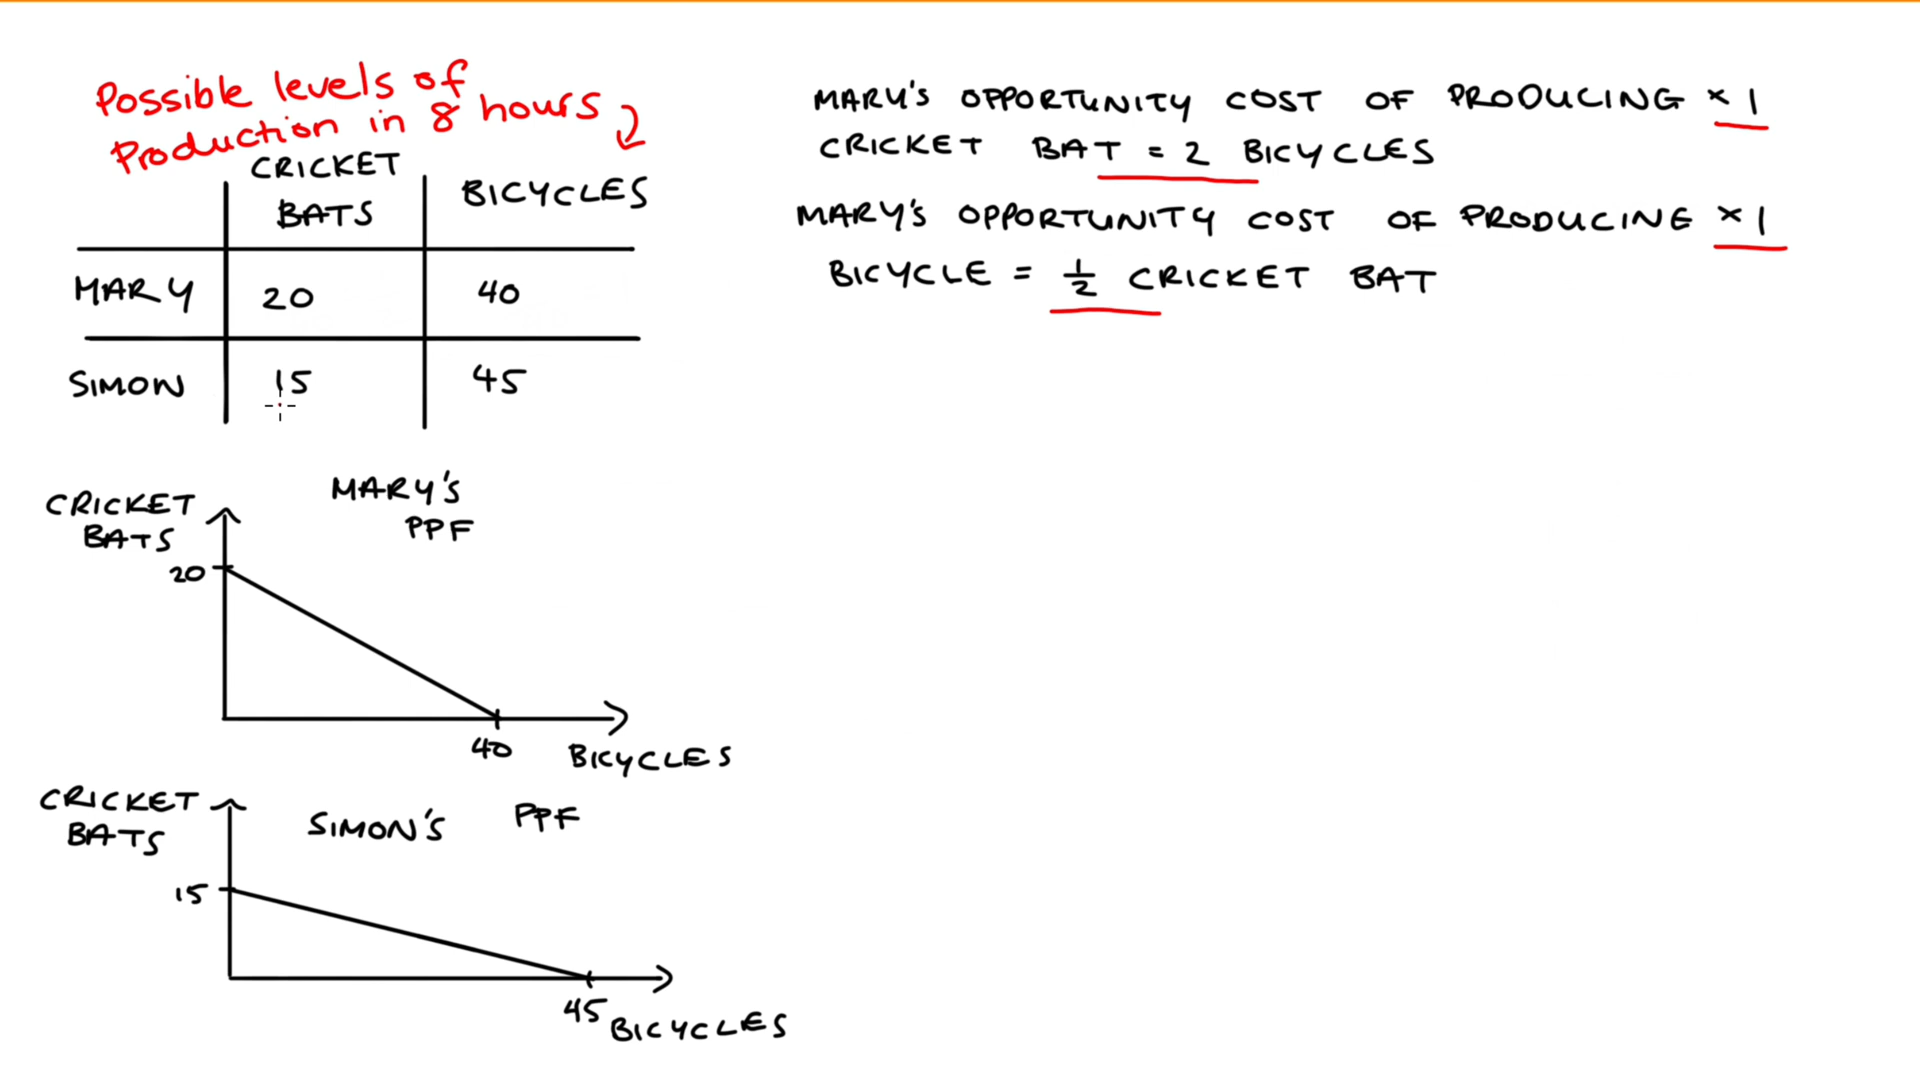 Possible levels of
Production in 8 hours
CRICKET
BATS
BICYCLES
MARY 20 40
SIMON 15 45
CRICKET
BATS
MARY'S
PPF
20
40
BICYCLES
CRICKET
BATS
SIMON'S PPF
15
45
BICYCLES
MARY'S OPPORTUNITY COST OF PRODUCING × 1
CRICKET BAT = 2 BICYCLES
MARY'S OPPORTUNITY COST OF PRODUCING × 1
BICYCLE = 1/2 CRICKET BAT